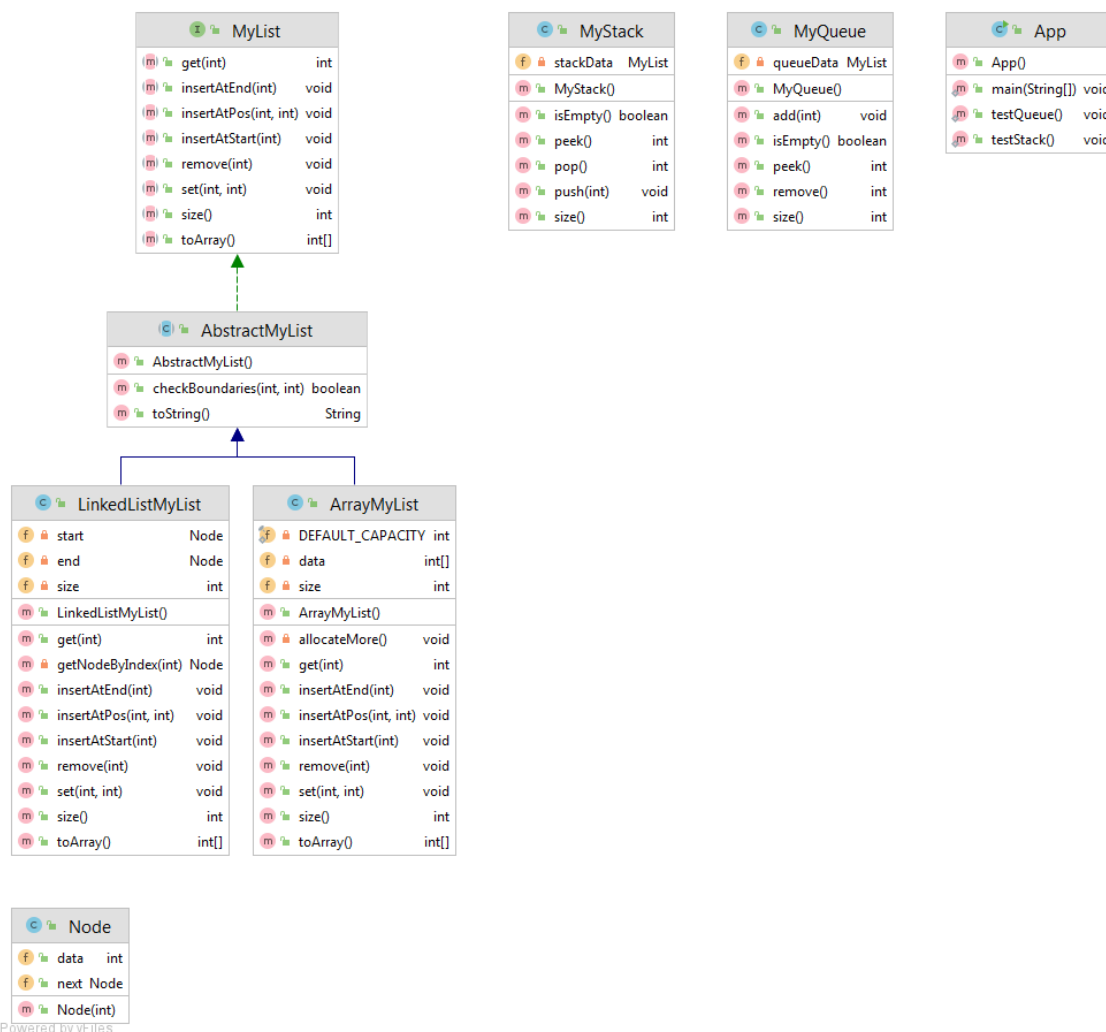 MyList
get(int) int
insertAtEnd(int) void
insertAtPos(int, int) void
insertAtStart(int) void
remove(int) void
set(int, int) void
size() int
toArray() int[]
MyStack
stackData MyList
MyStack()
isEmpty() boolean
peek() int
pop() int
push(int) void
size() int
MyQueue
queueData MyList
MyQueue()
add(int) void
isEmpty() boolean
peek() int
remove() int
size() int
App
App()
main(String[]) void
testQueue() void
testStack() void
AbstractMyList
AbstractMyList()
checkBoundaries(int, int) boolean
toString() String
LinkedListMyList
start Node
end Node
size int
LinkedListMyList()
get(int) int
getNodeByIndex(int) Node
insertAtEnd(int) void
insertAtPos(int, int) void
insertAtStart(int) void
remove(int) void
set(int, int) void
size() int
toArray() int[]
ArrayMyList
DEFAULT_CAPACITY int
data int[]
size int
ArrayMyList()
allocateMore() void
get(int) int
insertAtEnd(int) void
insertAtPos(int, int) void
insertAtStart(int) void
remove(int) void
set(int, int) void
size() int
toArray() int[]
Node
data int
next Node
Node(int)
Powered by yFiles